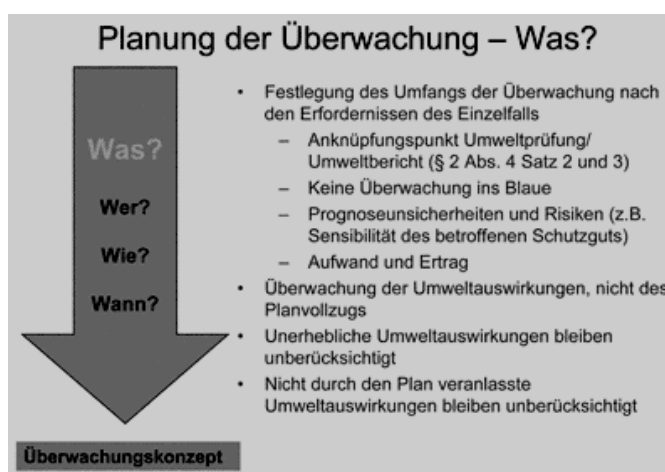 Planung der Überwachung – Was?
Was?
Wer?
Wie?
Wann?
Überwachungskonzept
• Festlegung des Umfangs der Überwachung nach
den Erfordernissen des Einzelfalls
– Anknüpfungspunkt Umweltprüfung/
Umweltbericht (§ 2 Abs. 4 Satz 2 und 3)
– Keine Überwachung ins Blaue
– Prognoseunsicherheiten und Risiken (z.B.
Sensibilität des betroffenen Schutzguts)
– Aufwand und Ertrag
• Überwachung der Umweltauswirkungen, nicht des
Planvollzugs
• Unerhebliche Umweltauswirkungen bleiben
unberücksichtigt
• Nicht durch den Plan veranlasste
Umweltauswirkungen bleiben unberücksichtigt